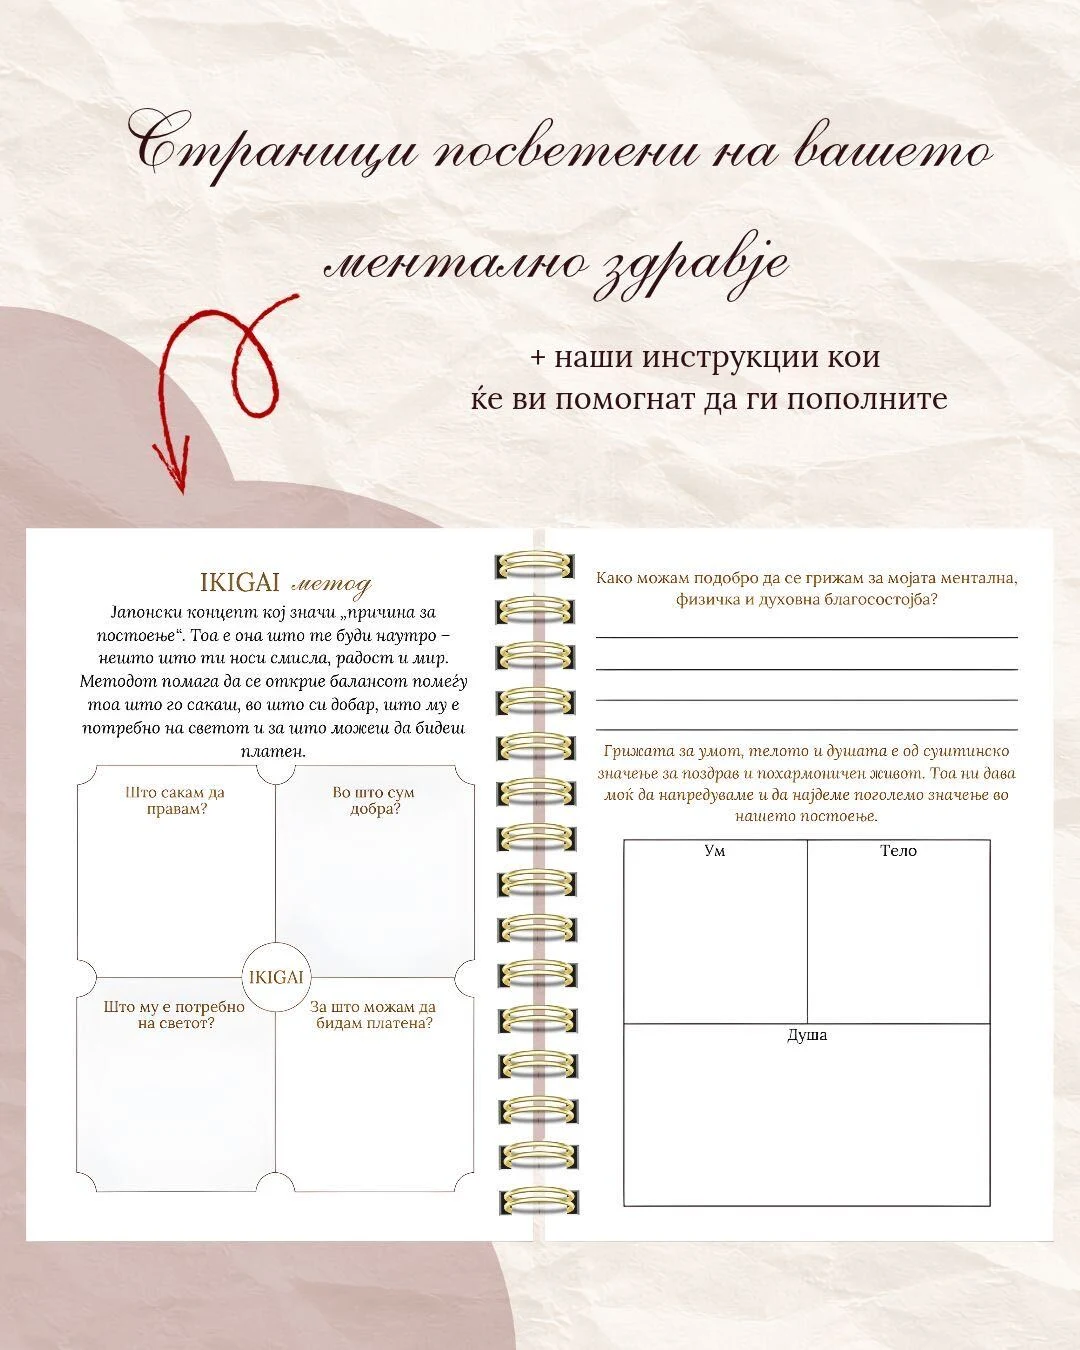 Страници посветени на вашето
ментално здравје
+ наши инструкции кои
ќе ви помогнат да ги пополните
IKIGAI метод
Јапонски концепт кој значи „причина за
постоење“. Тоа е она што те буди наутро –
нешто што ти носи смисла, радост и мир.
Методот помага да се открие балансот помеѓу
тоа што го сакаш, во што си добар, што му е
потребно на светот и за што можеш да бидеш
платен.
Што сакам да
правам?
Во што сум
добра?
IKIGAI
Што му е потребно
на светот?
За што можам да
бидам платена?
Како можам подобро да се грижам за мојата ментална,
физичка и духовна благосостојба?
Грижата за умот, телото и душата е од суштинско
значење за поздрав и похармоничен живот. Тоа ни дава
моќ да напредуваме и да најдеме поголемо значење во
нашето постоење.
Ум
Тело
Душа